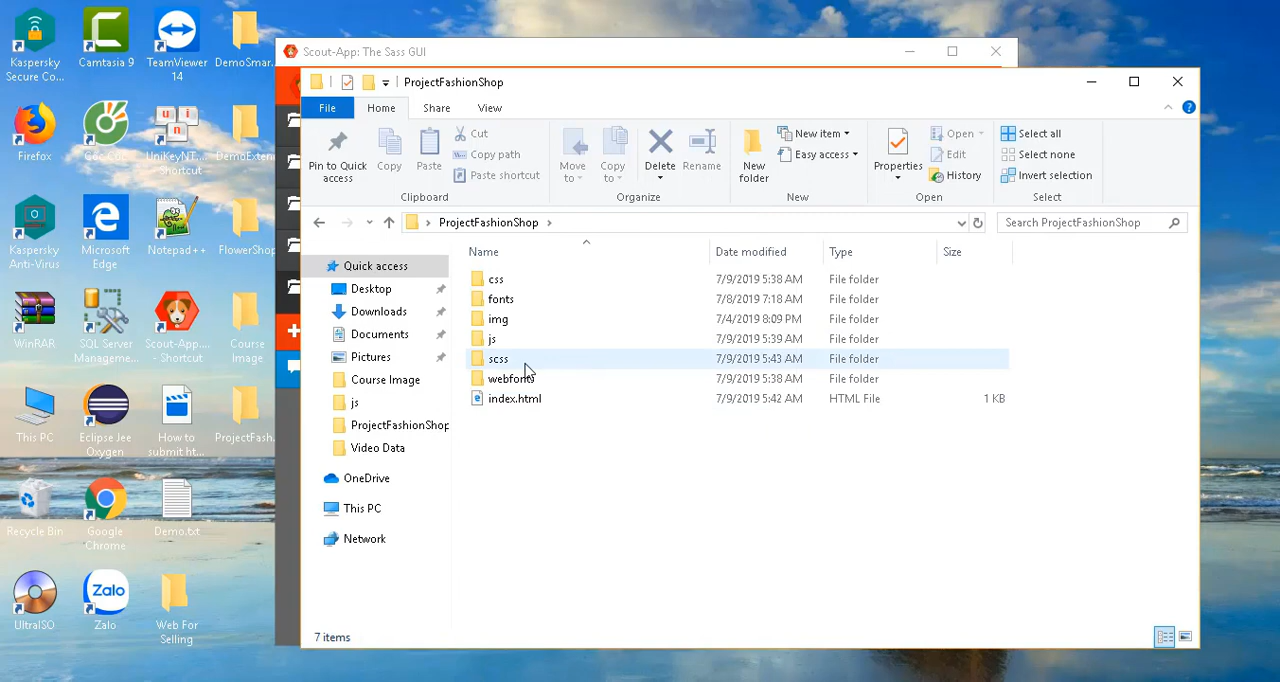 Kaspersky
Secure Co...
Camtasia 9
TeamViewer
14
DemoSmar...
Firefox
Cốc Cốc
UniKeyNT...
Shortcut
DemoExten
Kaspersky
Anti-Virus
Microsoft
Edge
Notepad++
FlowerShop
WinRAR
SQL Server
Manageme...
Scout-App....
- Shortcut
Course
Image
This PC
Eclipse Jee
Oxygen
How to
submit ht...
ProjectFash...
Recycle Bin
Google
Chrome
Demo.txt
UltraISO
Zalo
Zalo
Web For
Selling
Scout-App: The Sass GUI
ProjectFashionShop
File
Home
Share
View
Pin to Quick
access
Copy
Paste
Cut
Copy path
Paste shortcut
Clipboard
Move
to
Copy
to
Delete
Rename
Organize
New
folder
New item
Easy access
New
Properties
Open
Edit
History
Open
Select all
Select none
Invert selection
Select
ProjectFashionShop
Search ProjectFashionShop
Quick access
Desktop
Downloads
Documents
Pictures
Course Image
js
ProjectFashionShop
Video Data
OneDrive
This PC
Network
Name Date modified Type Size
css 7/9/2019 5:38 AM File folder
fonts 7/8/2019 7:18 AM File folder
img 7/4/2019 8:09 PM File folder
js 7/9/2019 5:39 AM File folder
scss 7/9/2019 5:43 AM File folder
webfonts 7/9/2019 5:38 AM File folder
index.html 7/9/2019 5:42 AM HTML File 1 KB
7 items